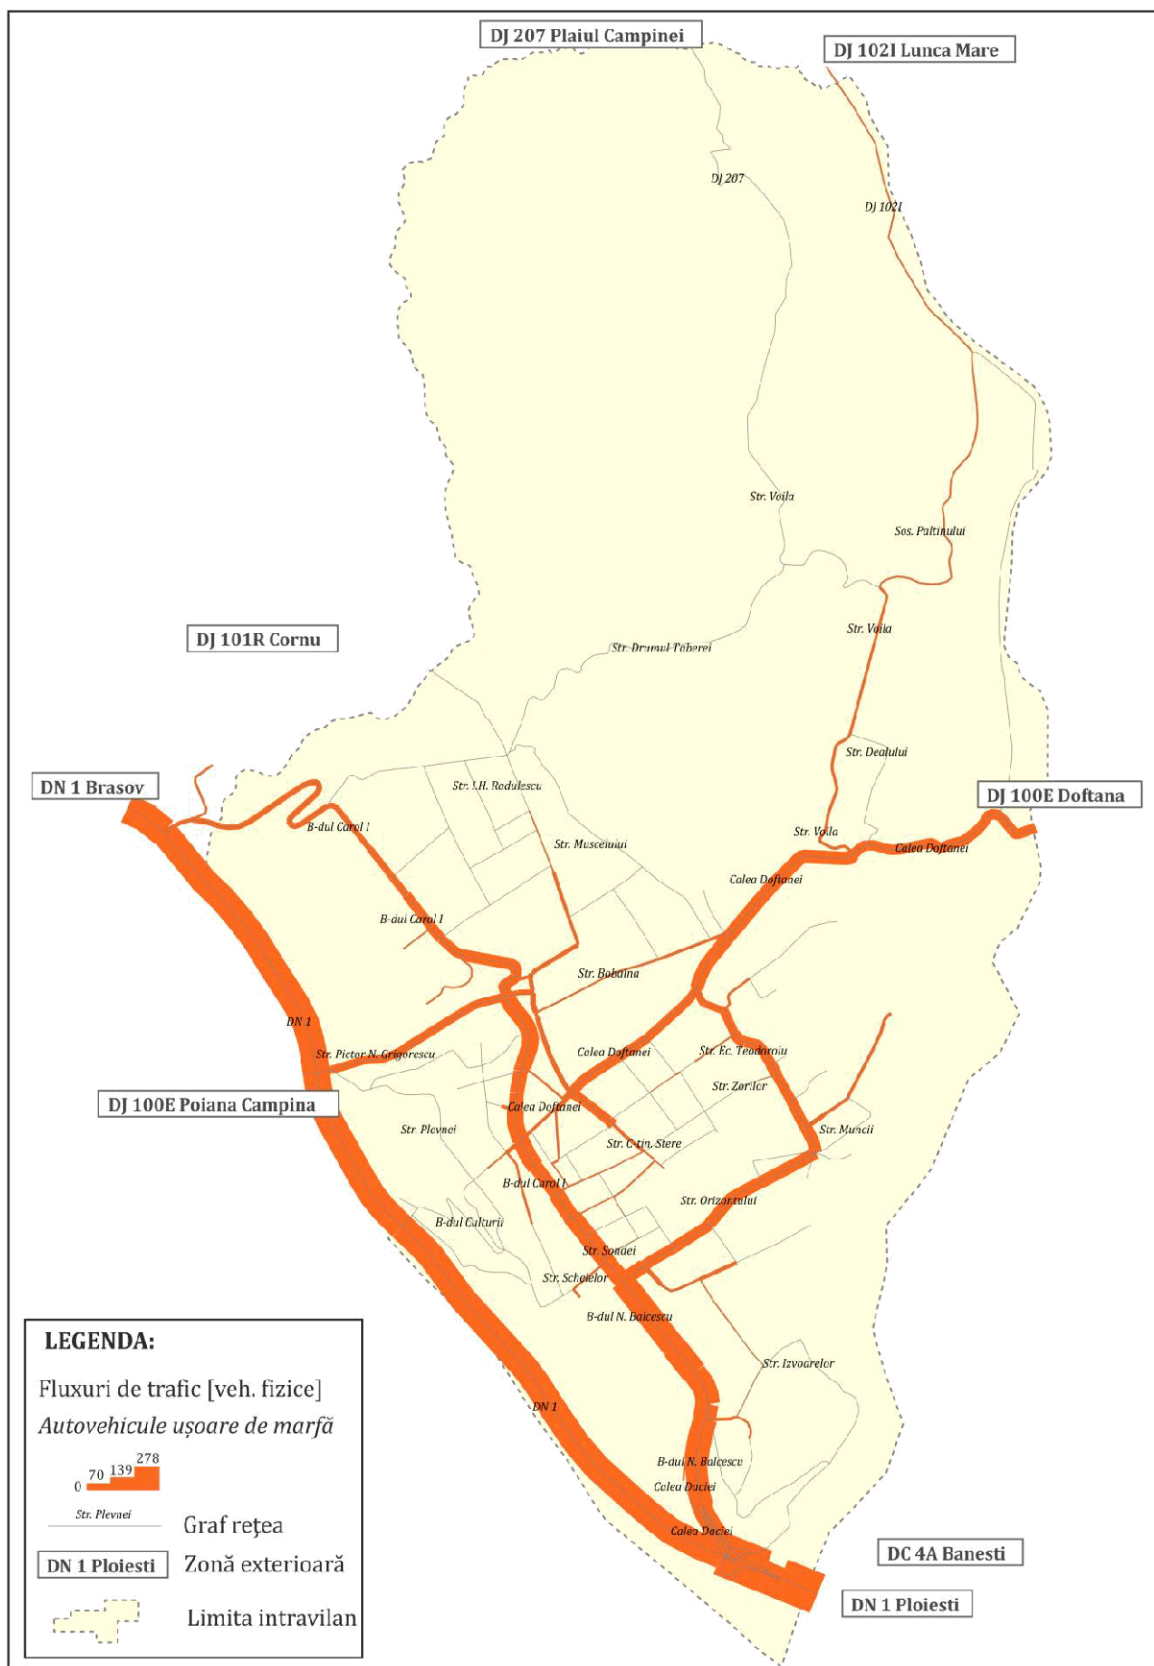 DJ 207 Plaiul Campinei
DJ 102I Lunca Mare
DJ 207
DJ 102I
Str. Voila
Sos. Paltinului
Str. Voila
DJ 101R Cornu
Str. Drumul Taberei
Str. Dealului
DN 1 Brasov
Str. I.H. Radulescu
DJ 100E Doftana
B-dul Carol I
Str. Voila
Str. Muscelului
Calea Doftanei
Calea Doftanei
B-dul Carol I
Str. Bobalna
DN 1
Str. Pictor N. Grigorescu
Calea Doftanei
Str. Ec. Teodoroiu
Str. Zorilor
DJ 100E Poiana Campina
Calea Doftanei
Str. Plevnei
Str. C-tin. Stere
Str. Muncii
B-dul Carol I
Str. Orizontului
B-dul Culturii
Str. Sondei
Str. Schelelor
B-dul N. Balcescu
Str. Izvoarelor
DN 1
B-dul N. Balcescu
Calea Daciei
Calea Daciei
DC 4A Banesti
DN 1 Ploiesti
LEGENDA:
Fluxuri de trafic [veh. fizice]
Autovehicule ușoare de marfă
0 70 139 278
Str. Plevnei
Graf rețea
DN 1 Ploiesti
Zonă exterioară
Limita intravilan